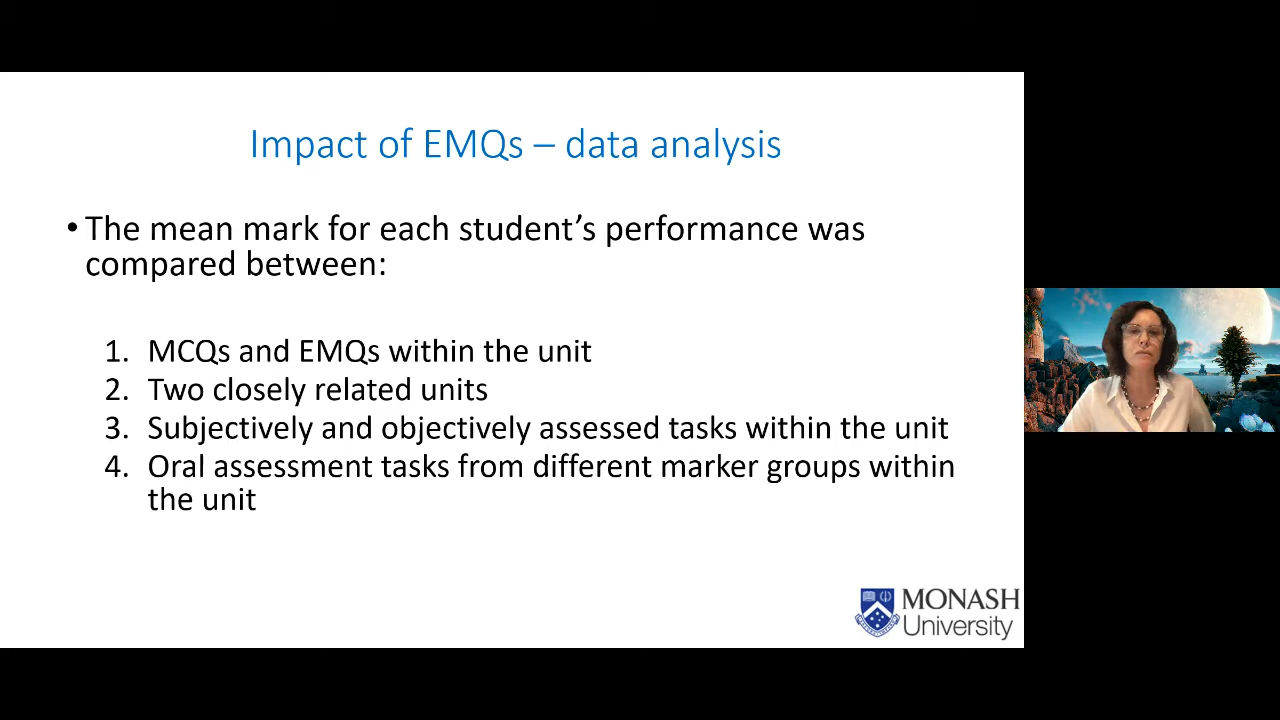 Impact of EMQs – data analysis
• The mean mark for each student’s performance was
compared between:
1. MCQs and EMQs within the unit
2. Two closely related units
3. Subjectively and objectively assessed tasks within the unit
4. Oral assessment tasks from different marker groups within
the unit
MONASH
University